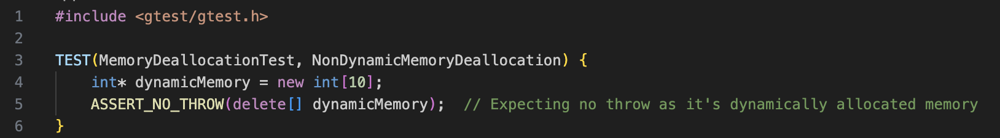 1 #include <gtest/gtest.h>
2
3 TEST(MemoryDeallocationTest, NonDynamicMemoryDeallocation) {
4     int* dynamicMemory = new int[10];
5     ASSERT_NO_THROW(delete[] dynamicMemory);  // Expecting no throw as it's dynamically allocated memory
6 }